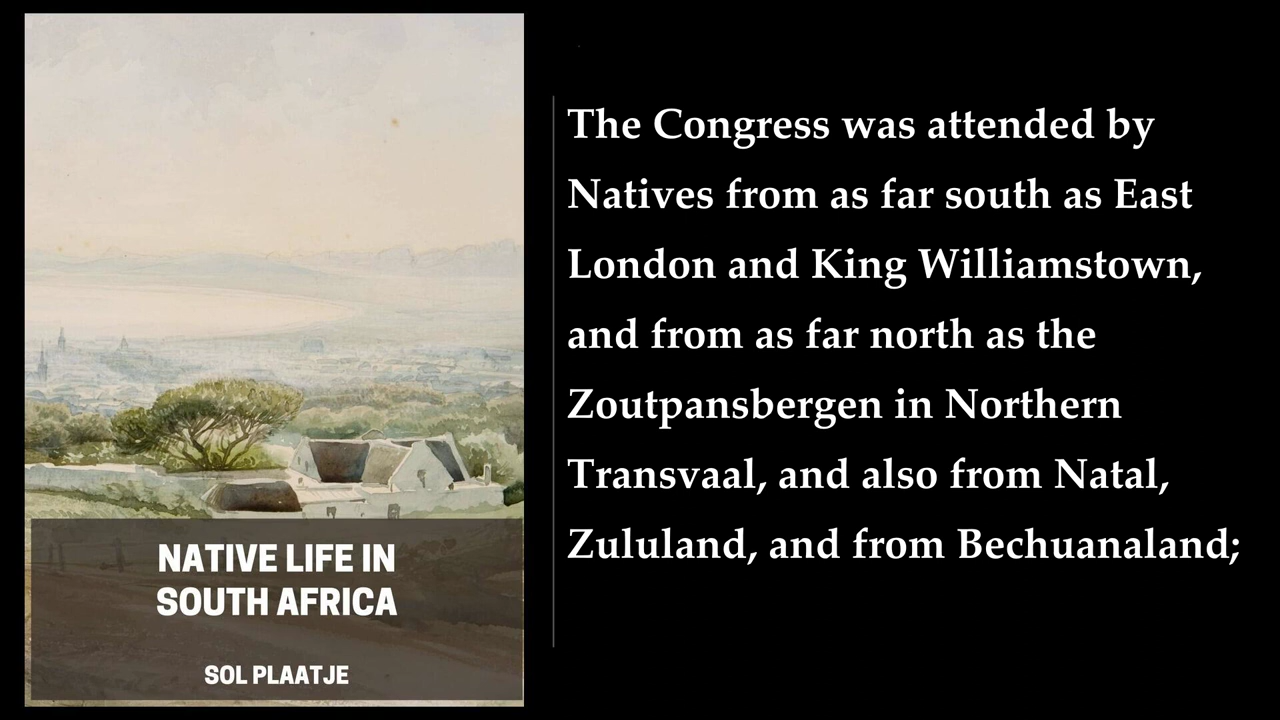 NATIVE LIFE IN
SOUTH AFRICA
SOL PLAATJE
The Congress was attended by
Natives from as far south as East
London and King Williamstown,
and from as far north as the
Zoutpansbergen in Northern
Transvaal, and also from Natal,
Zululand, and from Bechuanaland;